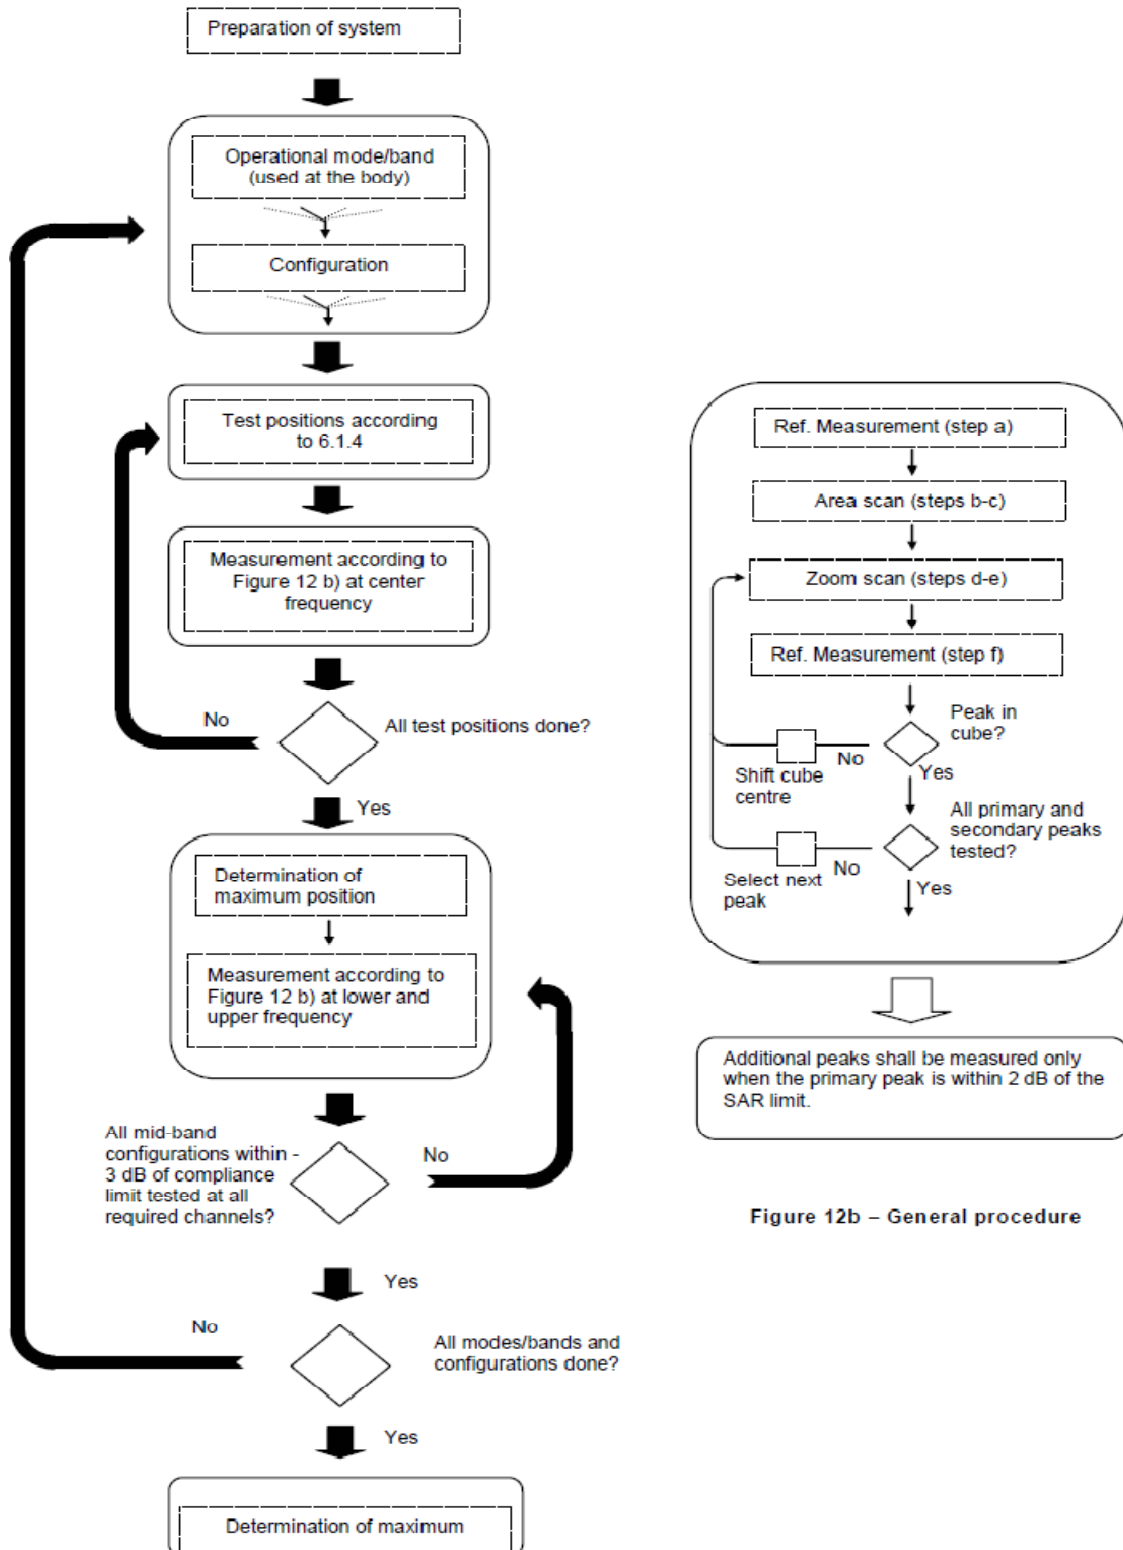 Preparation of system
Operational mode/band
(used at the body)
Configuration
Test positions according
to 6.1.4
Measurement according to
Figure 12 b) at center
frequency
No
All test positions done?
Yes
Determination of
maximum position
Measurement according to
Figure 12 b) at lower and
upper frequency
All mid-band
configurations within -
3 dB of compliance
limit tested at all
required channels?
No
Yes
No
All modes/bands and
configurations done?
Yes
Determination of maximum
Ref. Measurement (step a)
Area scan (steps b-c)
Zoom scan (steps d-e)
Ref. Measurement (step f)
Peak in
cube?
No
Yes
Shift cube
centre
All primary and
secondary peaks
tested?
No
Yes
Select next
peak
Additional peaks shall be measured only
when the primary peak is within 2 dB of the
SAR limit.
Figure 12b – General procedure